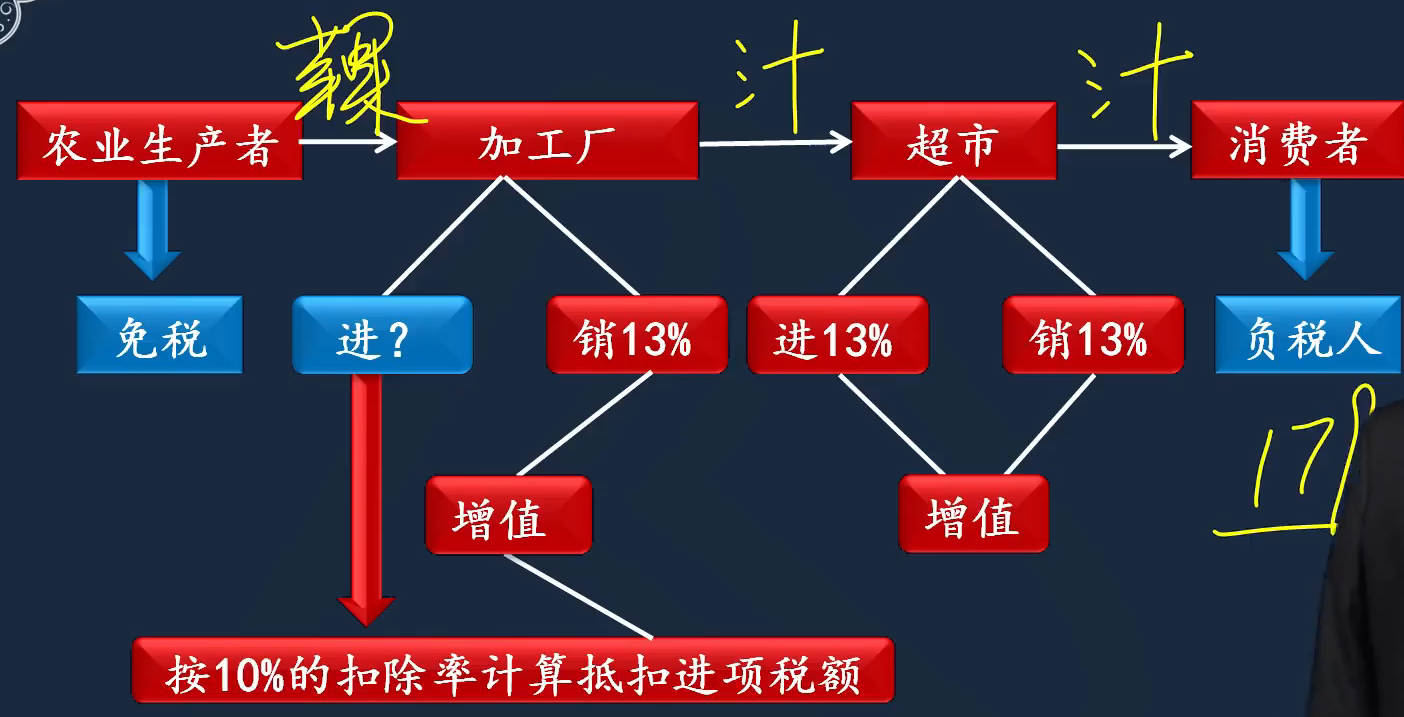 汁
汁
农业生产者
加工厂
超市
消费者
免税
进?
销13%
进13%
销13%
负税人
17
增值
增值
按10%的扣除率计算抵扣进项税额